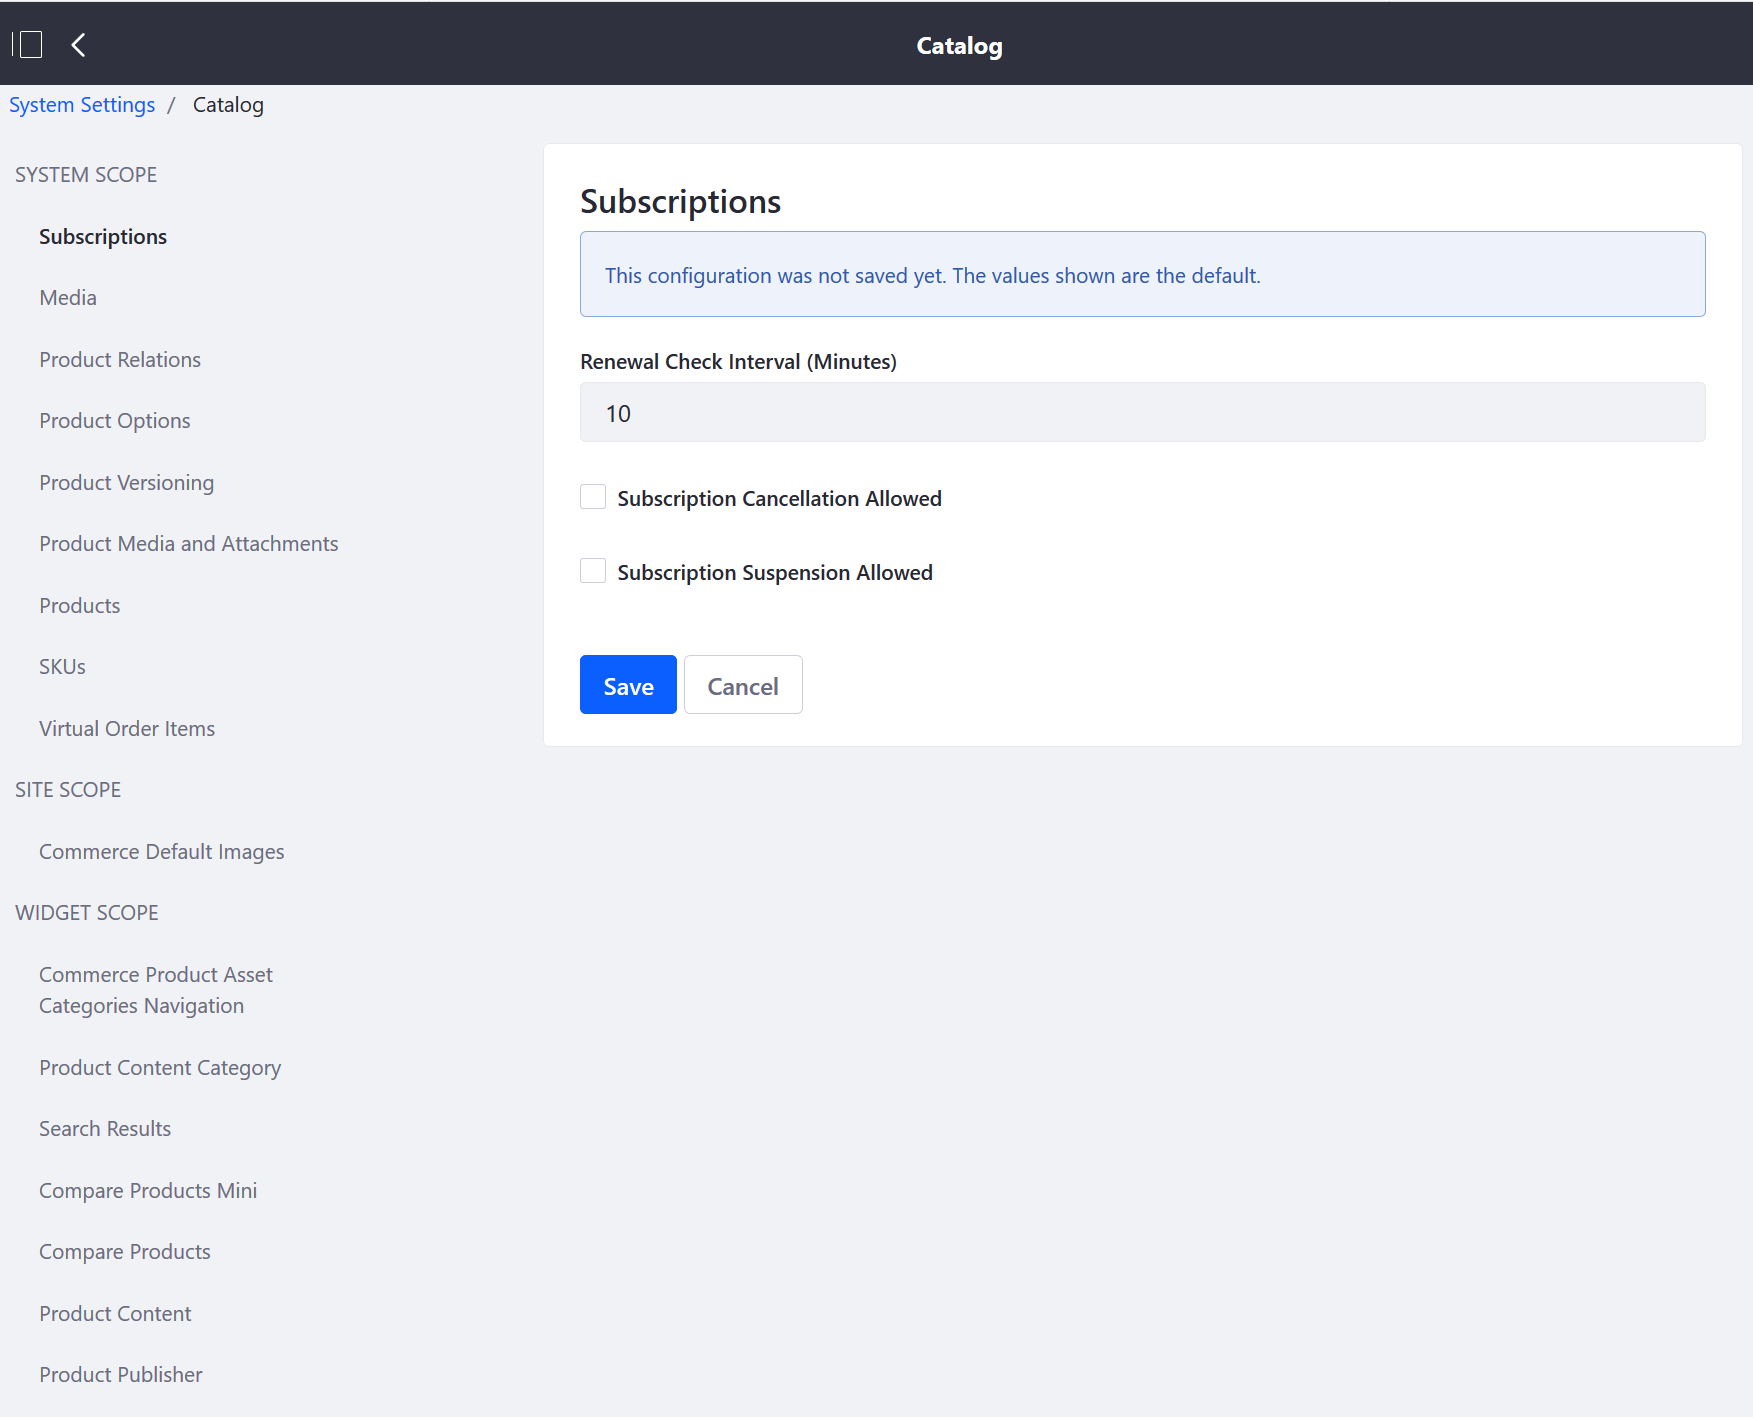 Catalog
System Settings / Catalog
SYSTEM SCOPE
Subscriptions
Media
Product Relations
Product Options
Product Versioning
Product Media and Attachments
Products
SKUs
Virtual Order Items
SITE SCOPE
Commerce Default Images
WIDGET SCOPE
Commerce Product Asset
Categories Navigation
Product Content Category
Search Results
Compare Products Mini
Compare Products
Product Content
Product Publisher
Subscriptions
This configuration was not saved yet. The values shown are the default.
Renewal Check Interval (Minutes)
10
Subscription Cancellation Allowed
Subscription Suspension Allowed
Save Cancel